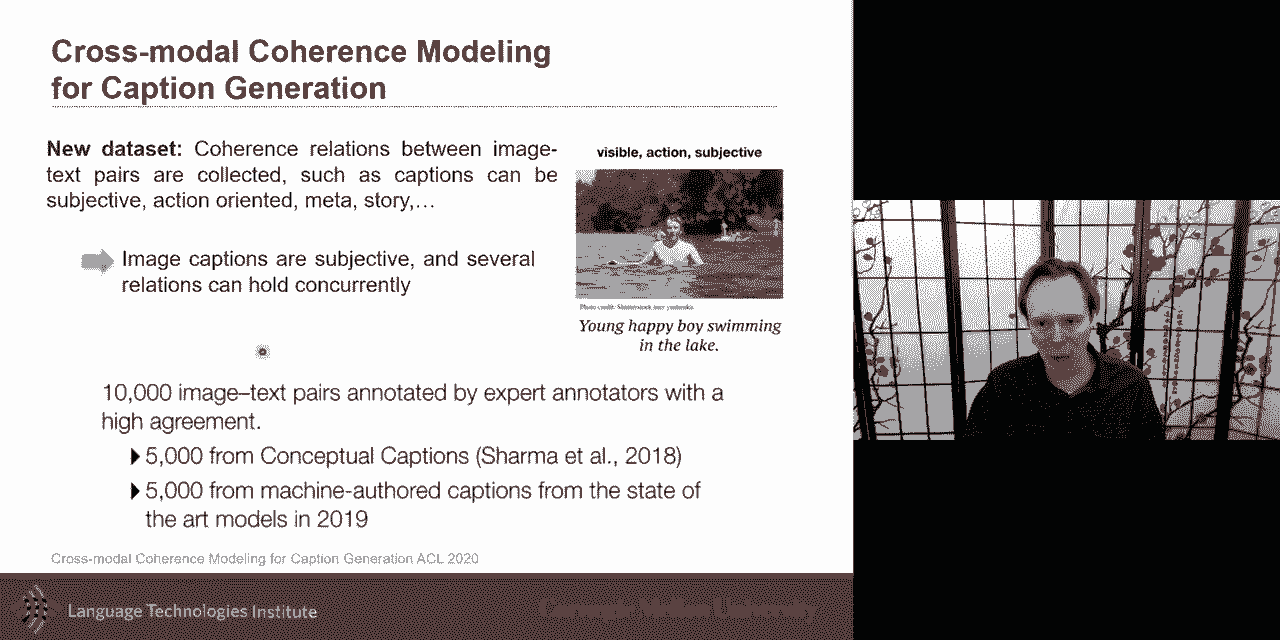 Cross-modal Coherence Modeling
for Caption Generation
New dataset: Coherence relations between image-
text pairs are collected, such as captions can be
subjective, action oriented, meta, story,...
Image captions are subjective, and several
relations can hold concurrently
visible, action, subjective
Photo credit: Shutterstock user
Young happy boy swimming
in the lake.
10,000 image–text pairs annotated by expert annotators with a
high agreement.
5,000 from Conceptual Captions (Sharma et al., 2018)
5,000 from machine-authored captions from the state of
the art models in 2019
Cross-modal Coherence Modeling for Caption Generation ACL 2020
Language Technologies Institute
Carnegie Mellon University